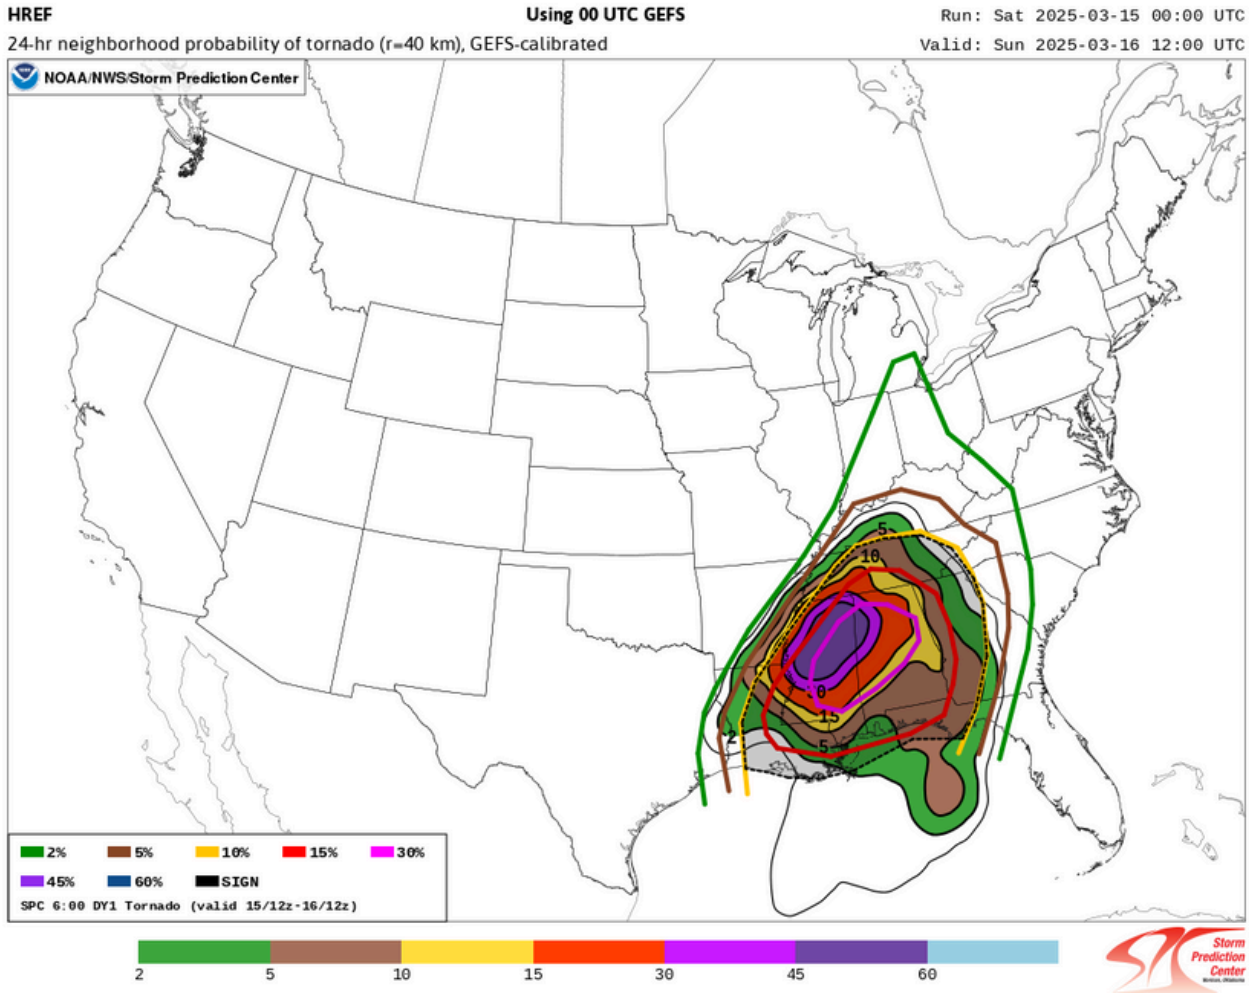 HREF
Using 00 UTC GEFS
Run: Sat 2025-03-15 00:00 UTC
24-hr neighborhood probability of tornado (r=40 km), GEFS-calibrated
Valid: Sun 2025-03-16 12:00 UTC
NOAA/NWS/Storm Prediction Center
5
10
30
15
2
5
2%
5%
10%
15%
30%
45%
60%
SIGN
SPC 6:00 DY1 Tornado (valid 15/12z-16/12z)
2
5
10
15
30
45
60
Storm
Prediction
Center
Norman, Oklahoma